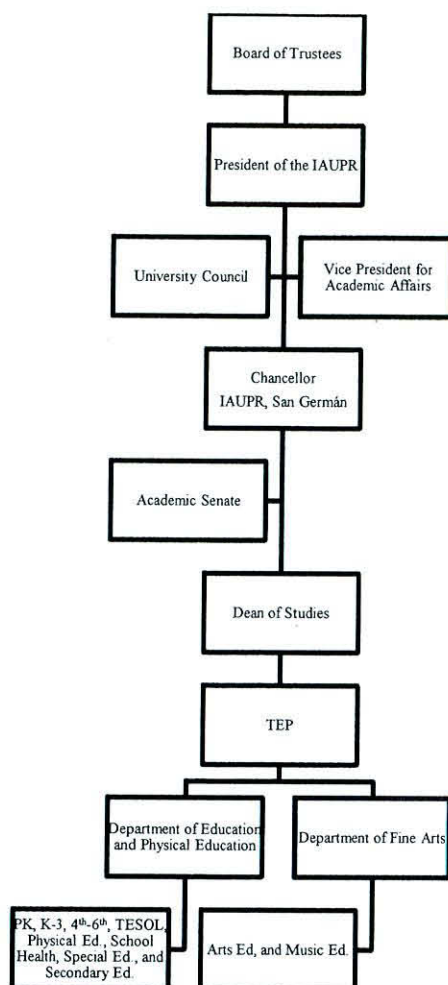 Board of Trustees
President of the IAUPR
University Council
Vice President for
Academic Affairs
Chancellor
IAUPR, San Germán
Academic Senate
Dean of Studies
TEP
Department of Education
and Physical Education
Department of Fine Arts
PK, K-3, 4th-6th, TESOL,
Physical Ed., School
Health, Special Ed., and
Secondary Ed.
Arts Ed, and Music Ed.